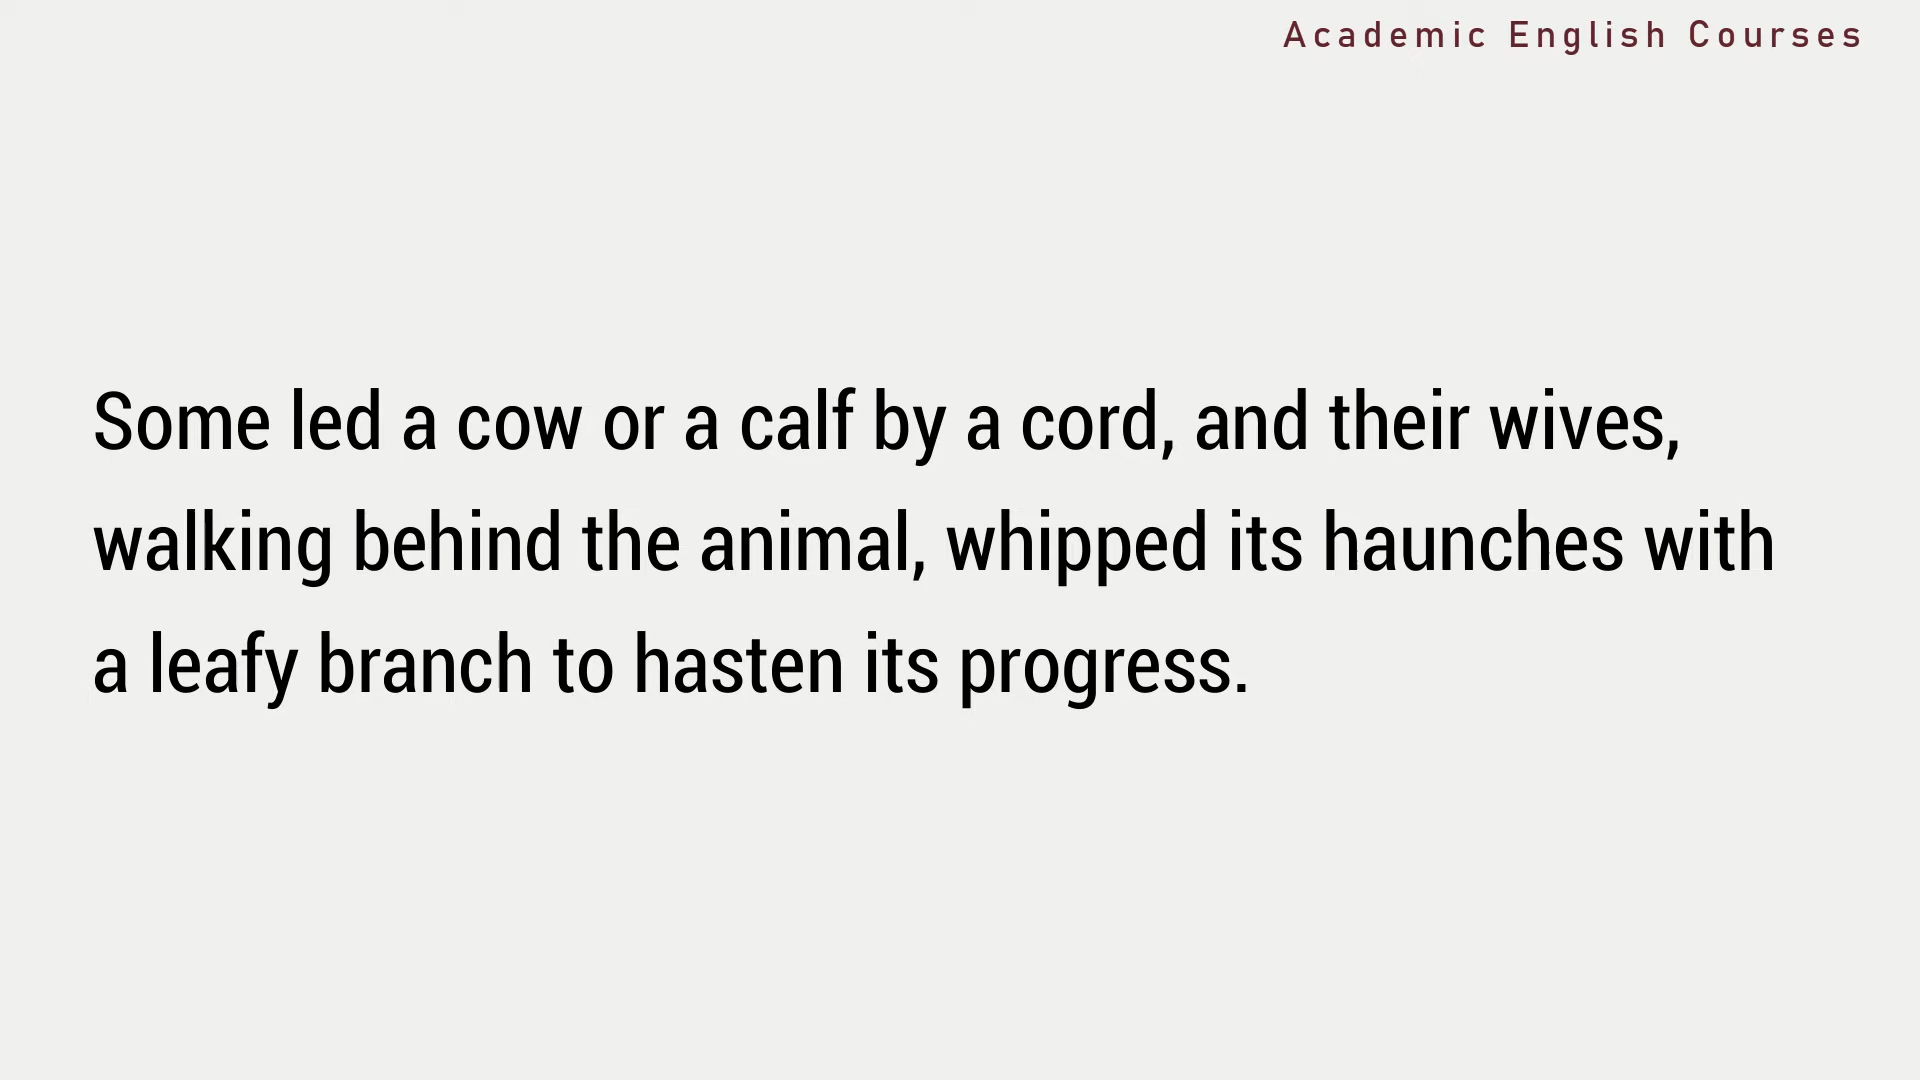 Academic English Courses
Some led a cow or a calf by a cord, and their wives,
walking behind the animal, whipped its haunches with
a leafy branch to hasten its progress.